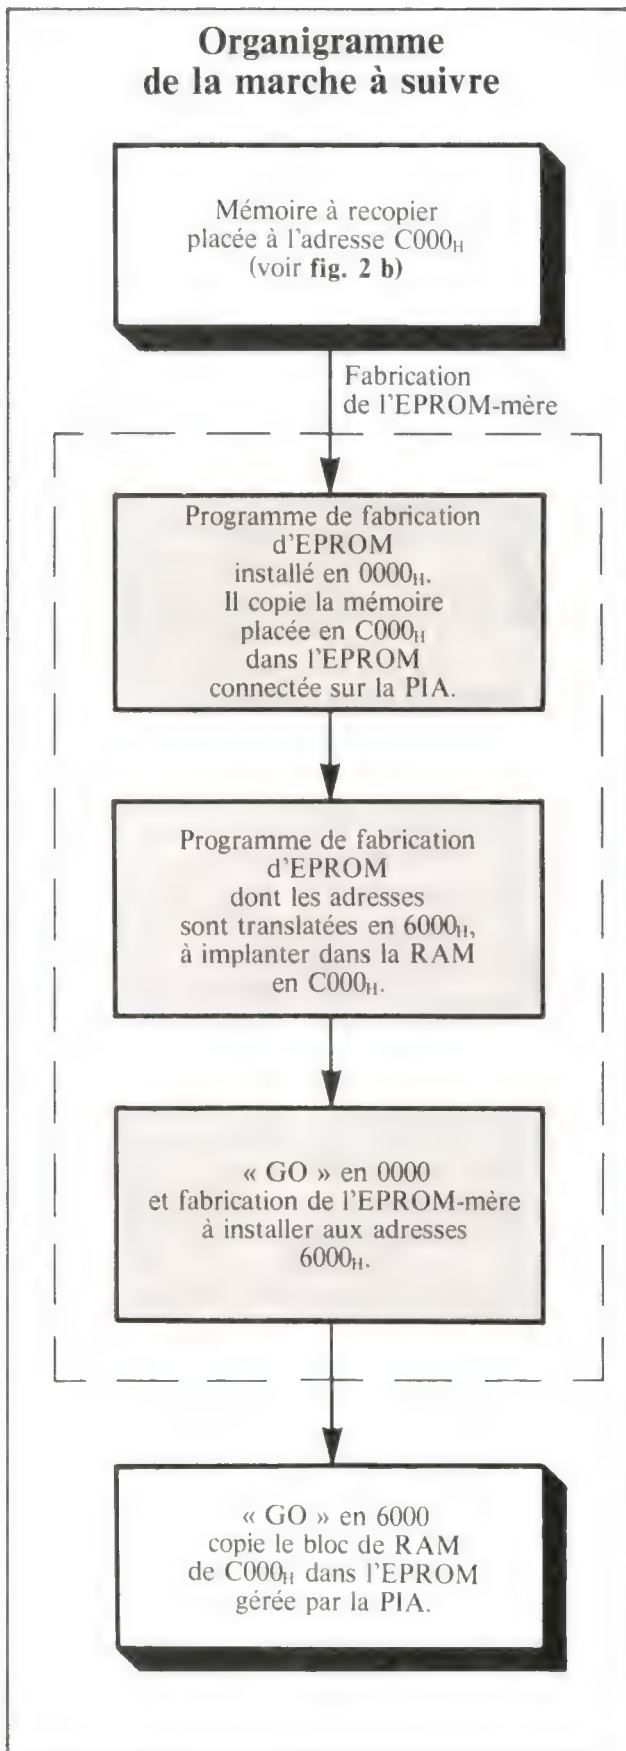 Organigramme
de la marche à suivre
Mémoire à recopier
placée à l'adresse C000H
(voir fig. 2 b)
Fabrication
de l'EPROM-mère
Programme de fabrication
d'EPROM
installé en 0000H.
Il copie la mémoire
placée en C000H
dans l'EPROM
connectée sur la PIA.
Programme de fabrication
d'EPROM
dont les adresses
sont translatées en 6000H,
à implanter dans la RAM
en C000H.
« GO » en 0000
et fabrication de l'EPROM-mère
à installer aux adresses
6000H.
« GO » en 6000
copie le bloc de RAM
de C000H dans l'EPROM
gérée par la PIA.